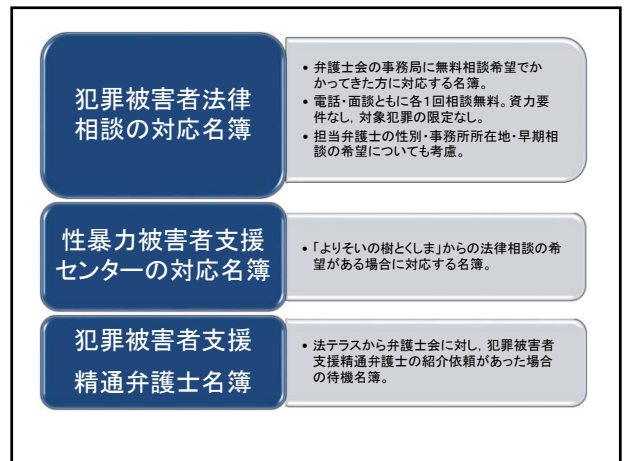 犯罪被害者法律
相談の対応名簿
• 弁護士会の事務局に無料相談希望でか
かってきた方に対応する名簿。
• 電話・面談ともに各1回相談無料。資力要
件なし，対象犯罪の限定なし。
• 担当弁護士の性別・事務所所在地・早期相
談の希望についても考慮。
性暴力被害者支援
センターの対応名簿
• 「よりそいの樹とくしま」からの法律相談の希
望がある場合に対応する名簿。
犯罪被害者支援
精通弁護士名簿
• 法テラスから弁護士会に対し，犯罪被害者
支援精通弁護士の紹介依頼があった場合
の待機名簿。